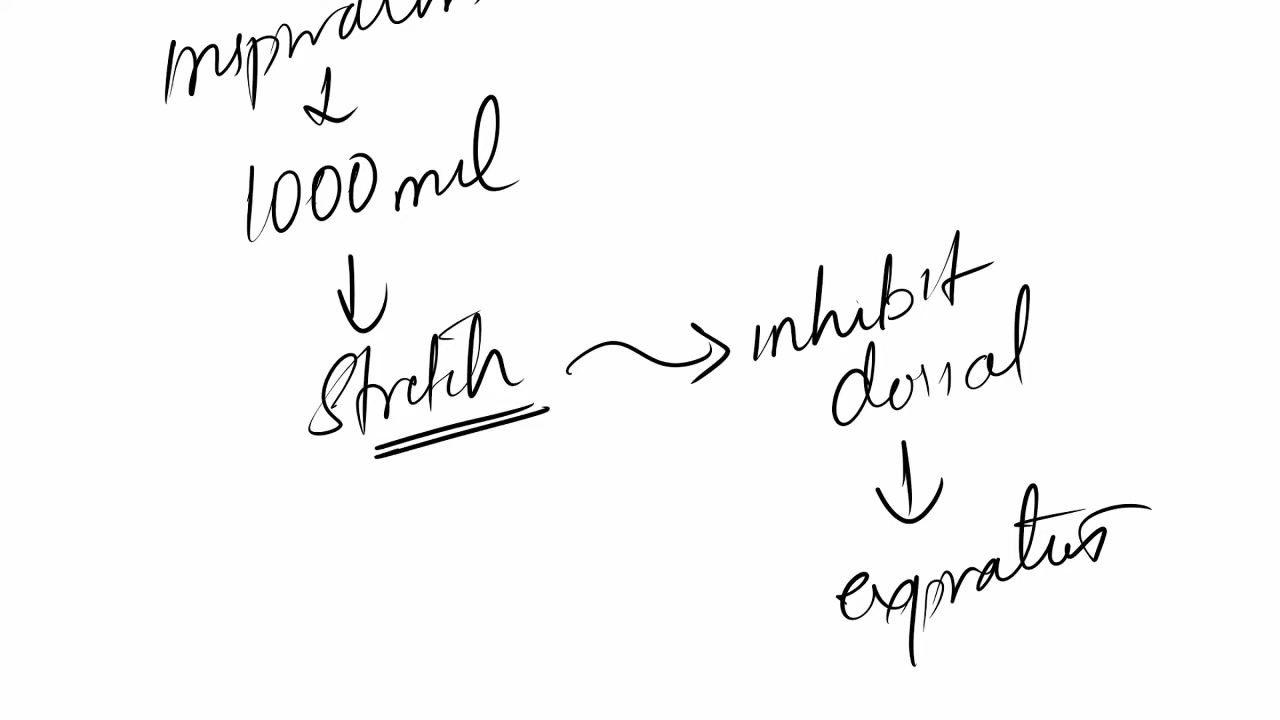 inspiration
1000 ml
Stretch
inhibit
dorsal
expiration